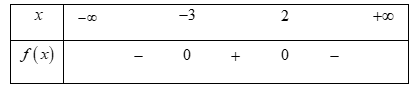 x −∞ −3 2 +∞
f(x) − 0 + 0 −